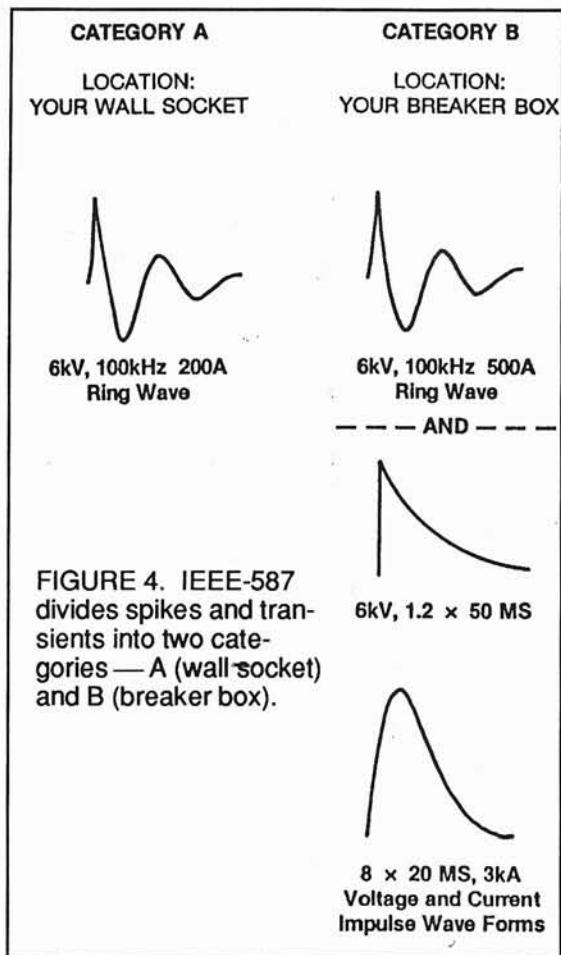 CATEGORY A
LOCATION:
YOUR WALL SOCKET
6kV, 100kHz 200A
Ring Wave
CATEGORY B
LOCATION:
YOUR BREAKER BOX
6kV, 100kHz 500A
Ring Wave
— — — AND — — —
6kV, 1.2 × 50 MS
8 × 20 MS, 3kA
Voltage and Current
Impulse Wave Forms
FIGURE 4. IEEE-587
divides spikes and tran-
sients into two cate-
gories — A (wall socket)
and B (breaker box).